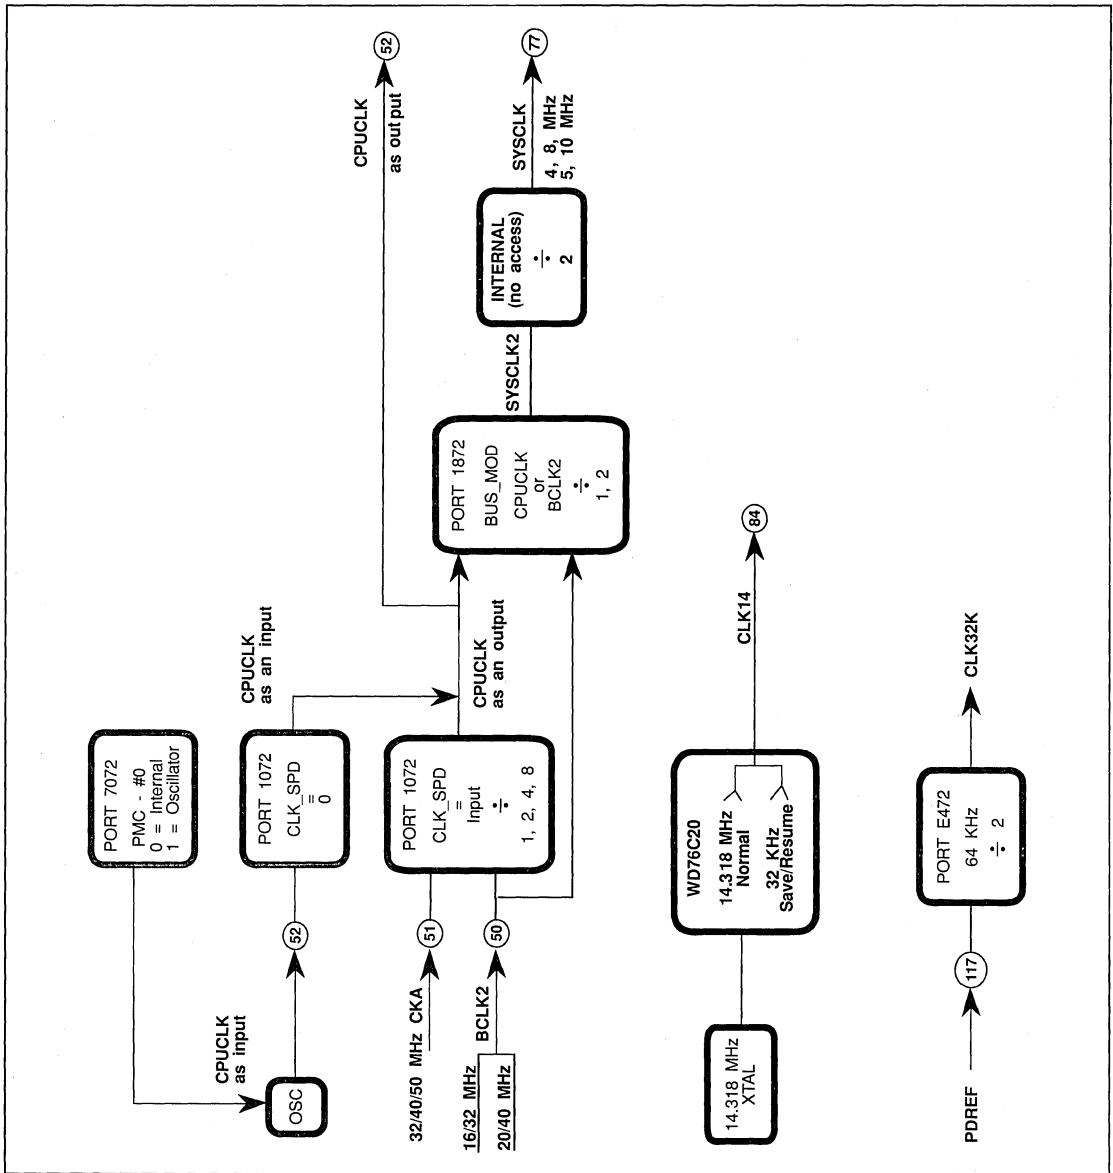 PORT 7072
PMC - #0
0 = Internal
1 = Oscillator
CPUCLK
as input
OSC
52
PORT 1072
CLK_SPD
=
0
CPUCLK
as an input
CPUCLK
as output
52
32/40/50 MHz CKA
51
16/32 MHz
20/40 MHz
BCLK2
50
PORT 1072
CLK_SPD
=
Input
÷
1, 2, 4, 8
CPUCLK
as an output
PORT 1872
BUS_MOD
CPUCLK
or
BCLK2
÷
1, 2
SYSCLK2
INTERNAL
(no access)
÷
2
SYSCLK
4, 8, MHz
5, 10 MHz
77
14.318 MHz
XTAL
WD76C20
14.318 MHz
Normal
32 KHz
Save/Resume
CLK14
84
PDREF
117
PORT E472
64 KHz
÷ 2
CLK32K